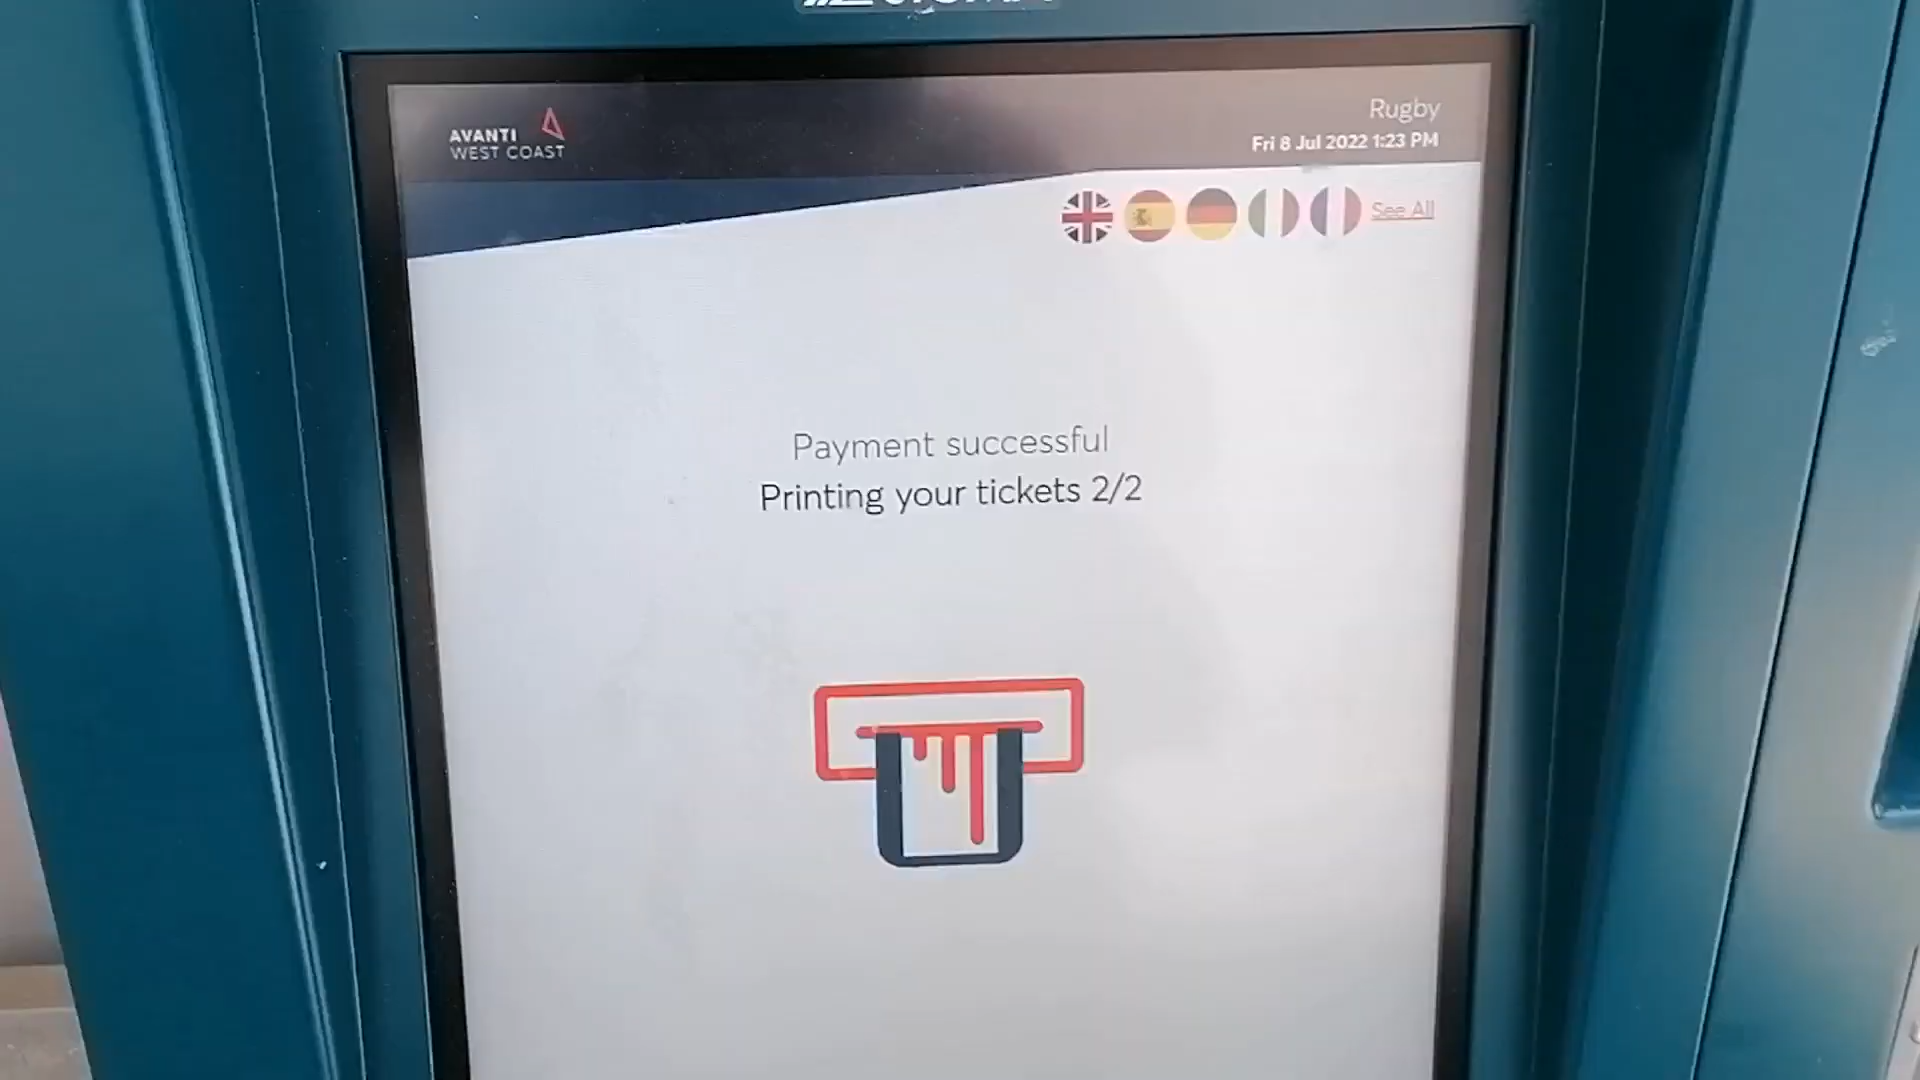 AVANTI
WEST COAST
Rugby
Fri 8 Jul 2022 1:23 PM
See All
Payment successful
Printing your tickets 2/2